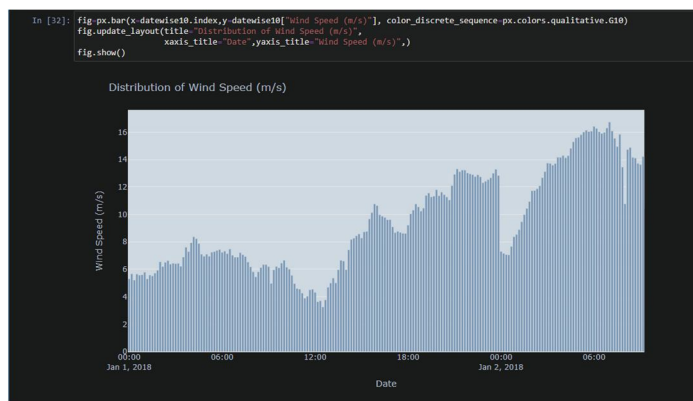 In [32]: fig=px.bar(x=datewise10.index,y=datewise10["Wind Speed (m/s)"], color_discrete_sequence=px.colors.qualitative.G10)
fig.update_layout(title="Distribution of Wind Speed (m/s)",
xaxis_title="Date",yaxis_title="Wind Speed (m/s)",)
fig.show()
Distribution of Wind Speed (m/s)
16
14
12
10
8
6
4
2
0
Wind Speed (m/s)
00:00 06:00 12:00 18:00 00:00 06:00
Jan 1, 2018 Jan 2, 2018
Date